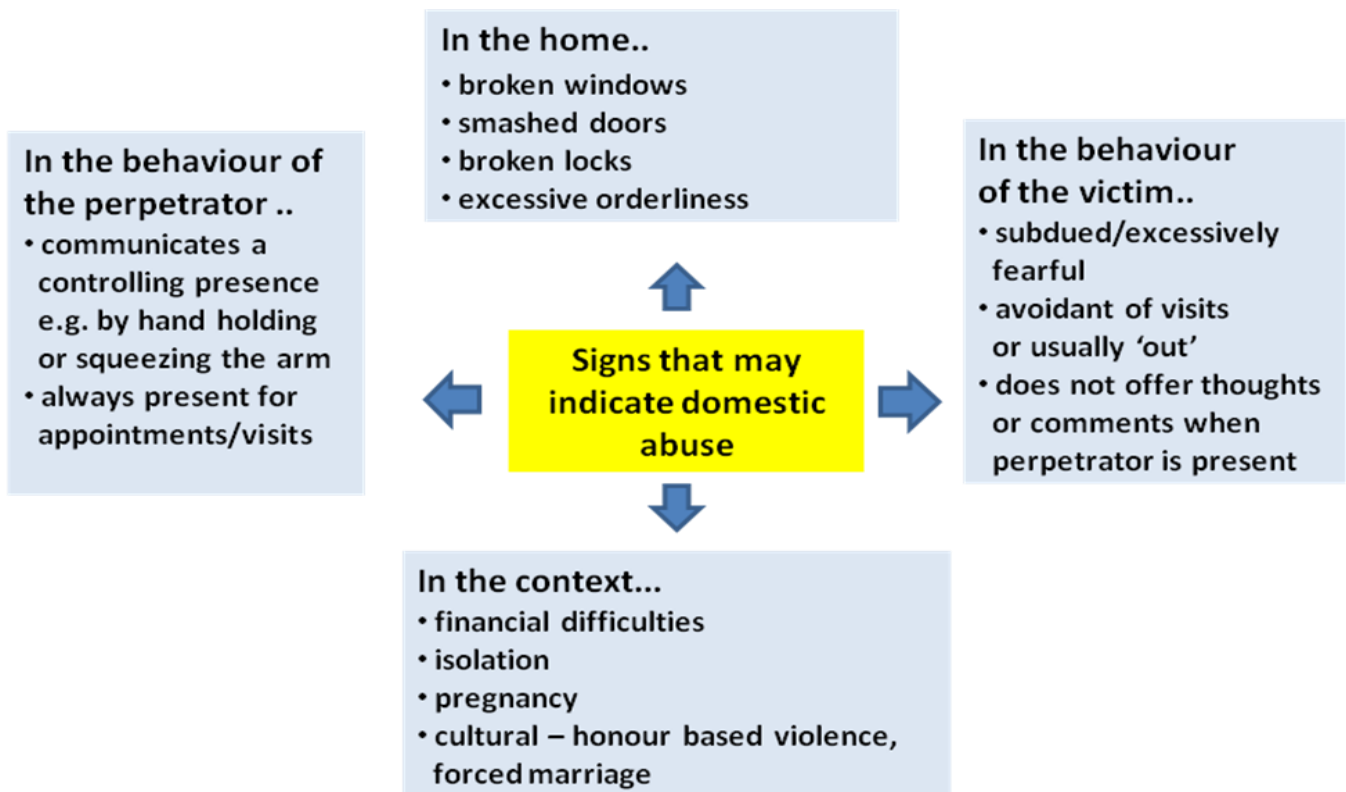 In the home..
• broken windows
• smashed doors
• broken locks
• excessive orderliness
In the behaviour of
the perpetrator ..
• communicates a
controlling presence
e.g. by hand holding
or squeezing the arm
• always present for
appointments/visits
Signs that may
indicate domestic
abuse
In the behaviour
of the victim..
• subdued/excessively
fearful
• avoidant of visits
or usually ‘out’
• does not offer thoughts
or comments when
perpetrator is present
In the context...
• financial difficulties
• isolation
• pregnancy
• cultural – honour based violence,
forced marriage